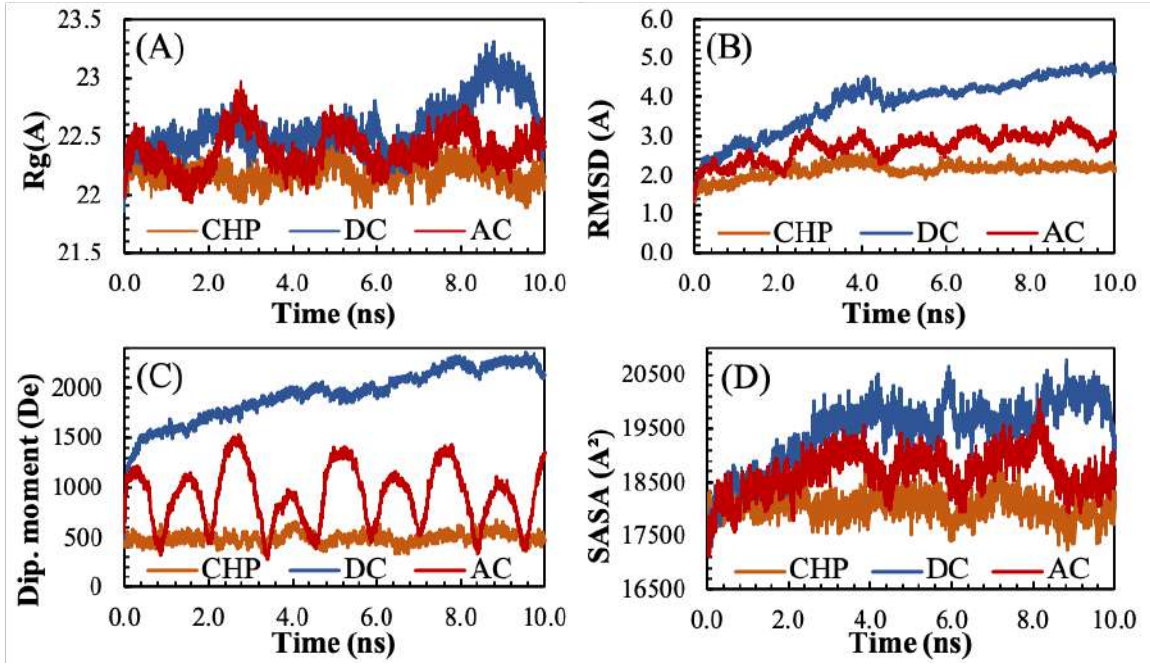 (A)
Rg(A)
23.5
23
22.5
22
21.5
CHP DC AC
0.0 2.0 4.0 6.0 8.0 10.0
Time (ns)
(B)
RMSD (A)
6.0
5.0
4.0
3.0
2.0
1.0
0.0
CHP DC AC
0.0 2.0 4.0 6.0 8.0 10.0
Time (ns)
(C)
Dip. moment (De)
2000
1500
1000
500
0
CHP DC AC
0.0 2.0 4.0 6.0 8.0 10.0
Time (ns)
(D)
SASA (A²)
20500
19500
18500
17500
16500
CHP DC AC
0.0 2.0 4.0 6.0 8.0 10.0
Time (ns)